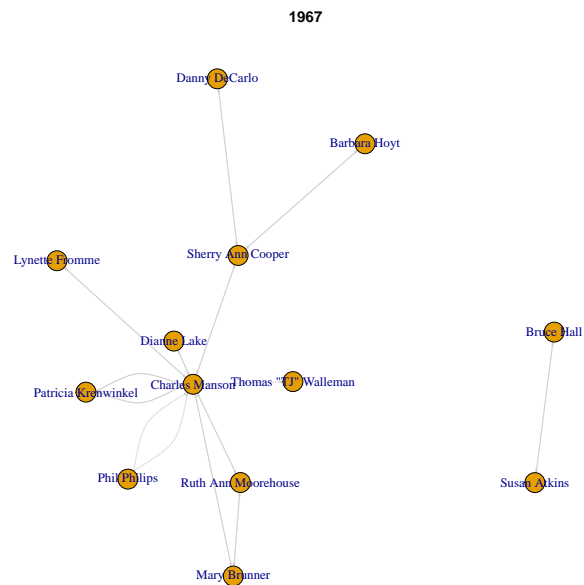 1967
Danny DeCarlo
Barbara Hoyt
Sherry Ann Cooper
Lynette Fromme
Bruce Hall
Dianne Lake
Thomas "TJ" Walleman
Charles Manson
Patricia Krenwinkel
Phil Philips
Ruth Ann Moorehouse
Susan Atkins
Mary Brunner